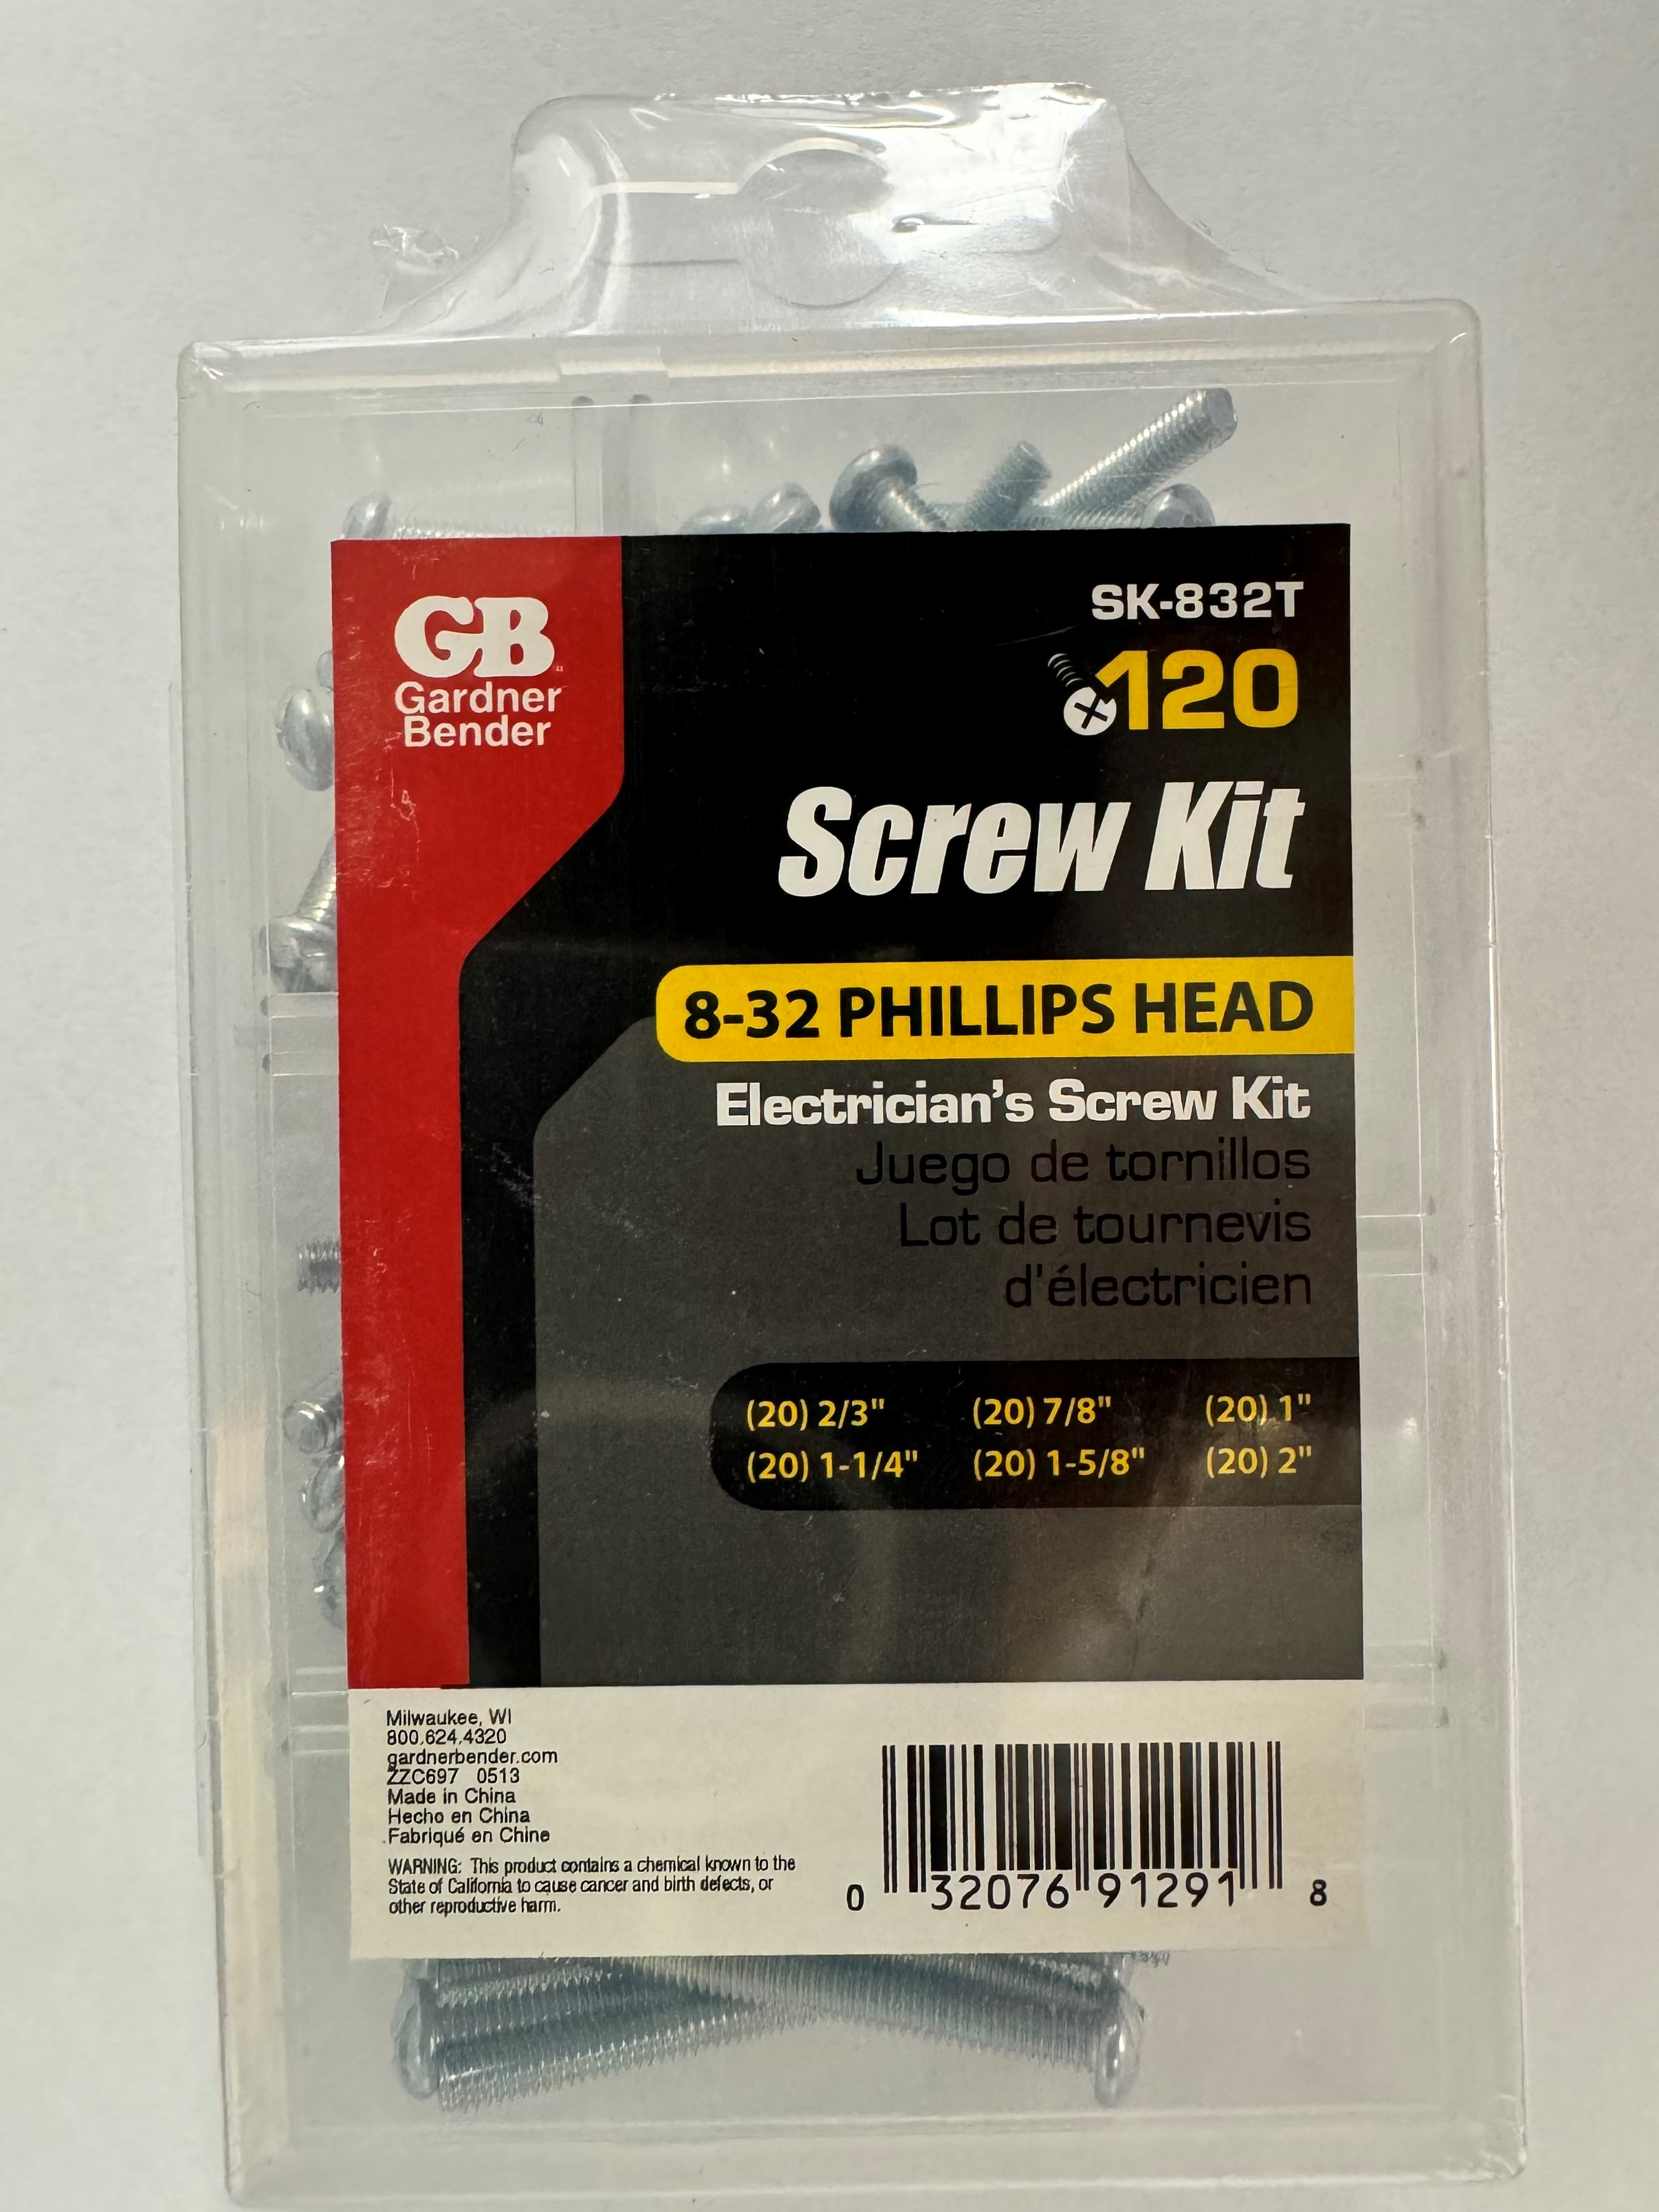 GB
Gardner
Bender
SK-832T
120
Screw Kit
8-32 PHILLIPS HEAD
Electrician's Screw Kit
Juego de tornillos
Lot de tournevis
d'électricien
(20) 2/3" (20) 7/8" (20) 1"
(20) 1-1/4" (20) 1-5/8" (20) 2"
Milwaukee, WI
800.624.4320
gardnerbender.com
ZZC697 0513
Made in China
Hecho en China
Fabriqué en Chine
WARNING: This product contains a chemical known to the
State of California to cause cancer and birth defects, or
other reproductive harm.
0 32076 91291 8